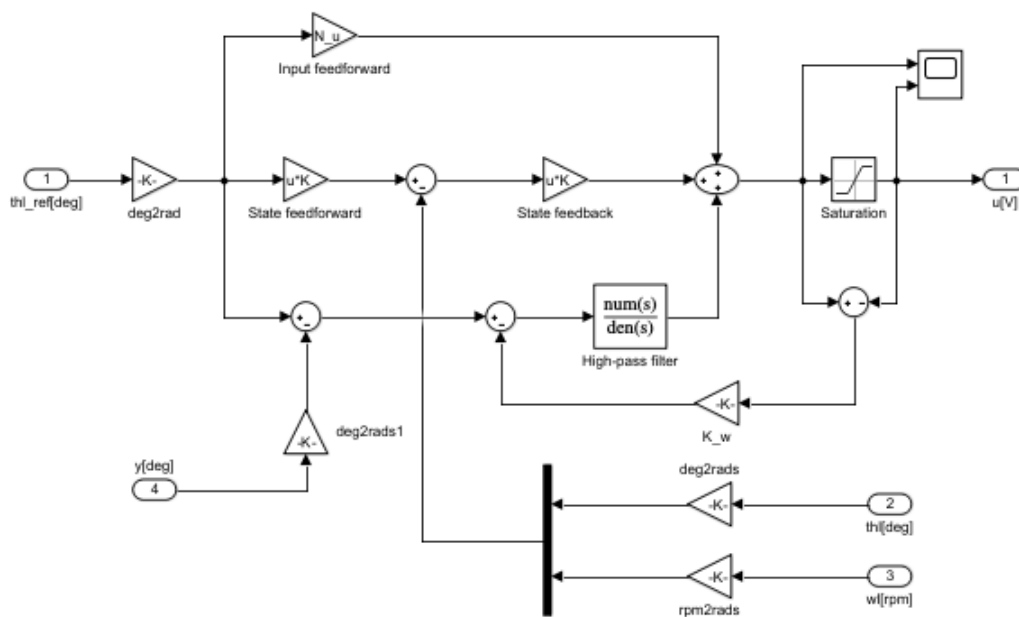 N_u
Input feedforward
1
thl_ref[deg]
-K-
deg2rad
u*K
State feedforward
+
-
u*K
State feedback
+
+
+
Saturation
1
u[V]
+
-
+
-
num(s)
den(s)
High-pass filter
+
-
-K-
K_w
-K-
deg2rads1
y[deg]
4
deg2rads
-K-
2
thl[deg]
-K-
rpm2rads
3
wl[rpm]